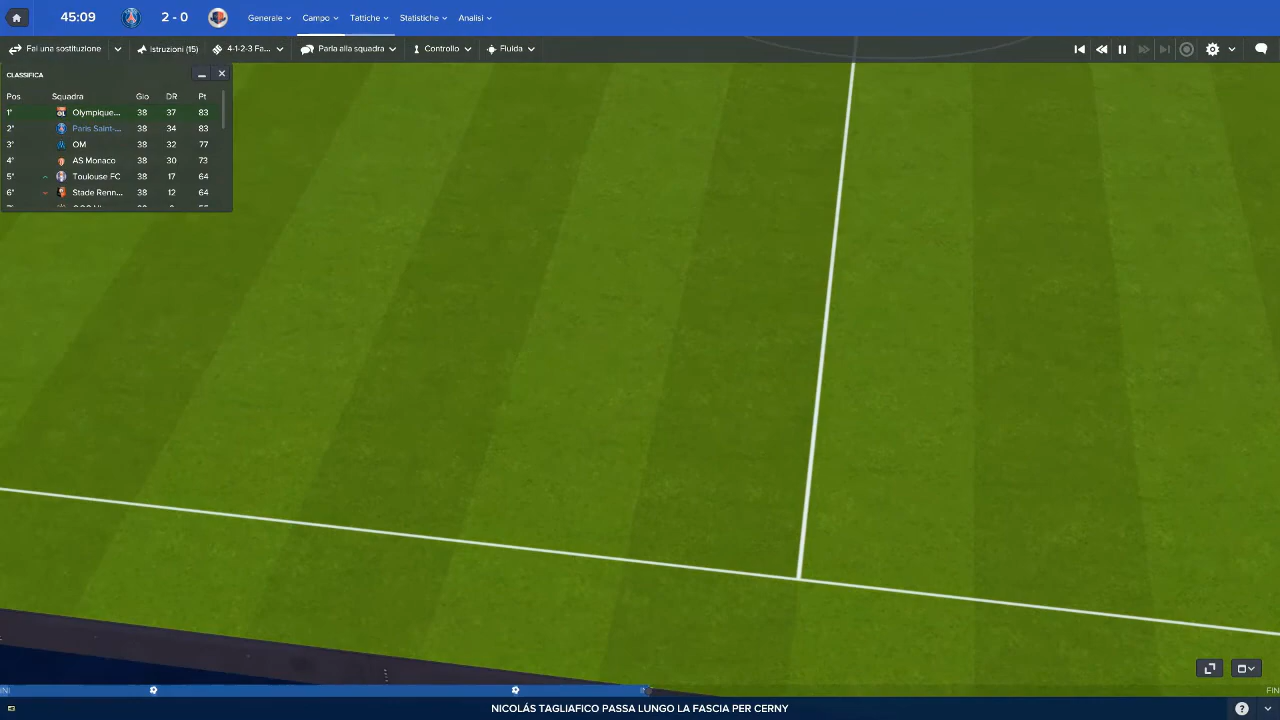 45:09 2 - 0 Generale Campo Tattiche Statistiche Analisi
Fai una sostituzione Istruzioni (15) 4-1-2-3 Fa... Parla alla squadra Controllo Fluida
CLASSIFICA
Pos Squadra Gio DR Pt
1° Olympique... 38 37 83
2° Paris Saint-... 38 34 83
3° OM 38 32 77
4° AS Monaco 38 30 73
5° Toulouse FC 38 17 64
6° Stade Renn... 38 12 64
FIN
NICOLÁS TAGLIAFICO PASSA LUNGO LA FASCIA PER CERNY